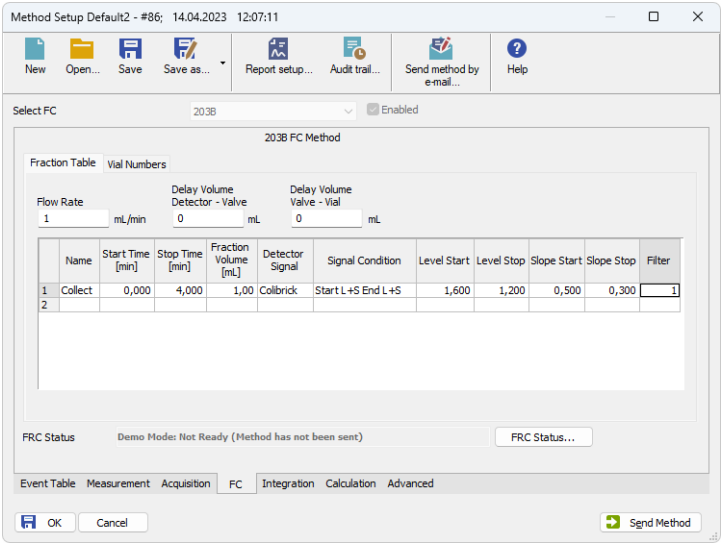 Method Setup Default2 - #86;   14.04.2023   12:07:11
New   Open...   Save   Save as...   Report setup...   Audit trail...   Send method by e-mail...   Help
Select FC   203B   Enabled
203B FC Method
Fraction Table   Vial Numbers
Flow Rate   Delay Volume Detector - Valve   Delay Volume Valve - Vial
1   mL/min   0   mL   0   mL
Name   Start Time [min]   Stop Time [min]   Fraction Volume [mL]   Detector Signal   Signal Condition   Level Start   Level Stop   Slope Start   Slope Stop   Filter
1   Collect   0,000   4,000   1,00   Colibrick   Start L+S End L+S   1,600   1,200   0,500   0,300   1
2
FRC Status   Demo Mode: Not Ready (Method has not been sent)   FRC Status...
Event Table   Measurement   Acquisition   FC   Integration   Calculation   Advanced
OK   Cancel   Send Method